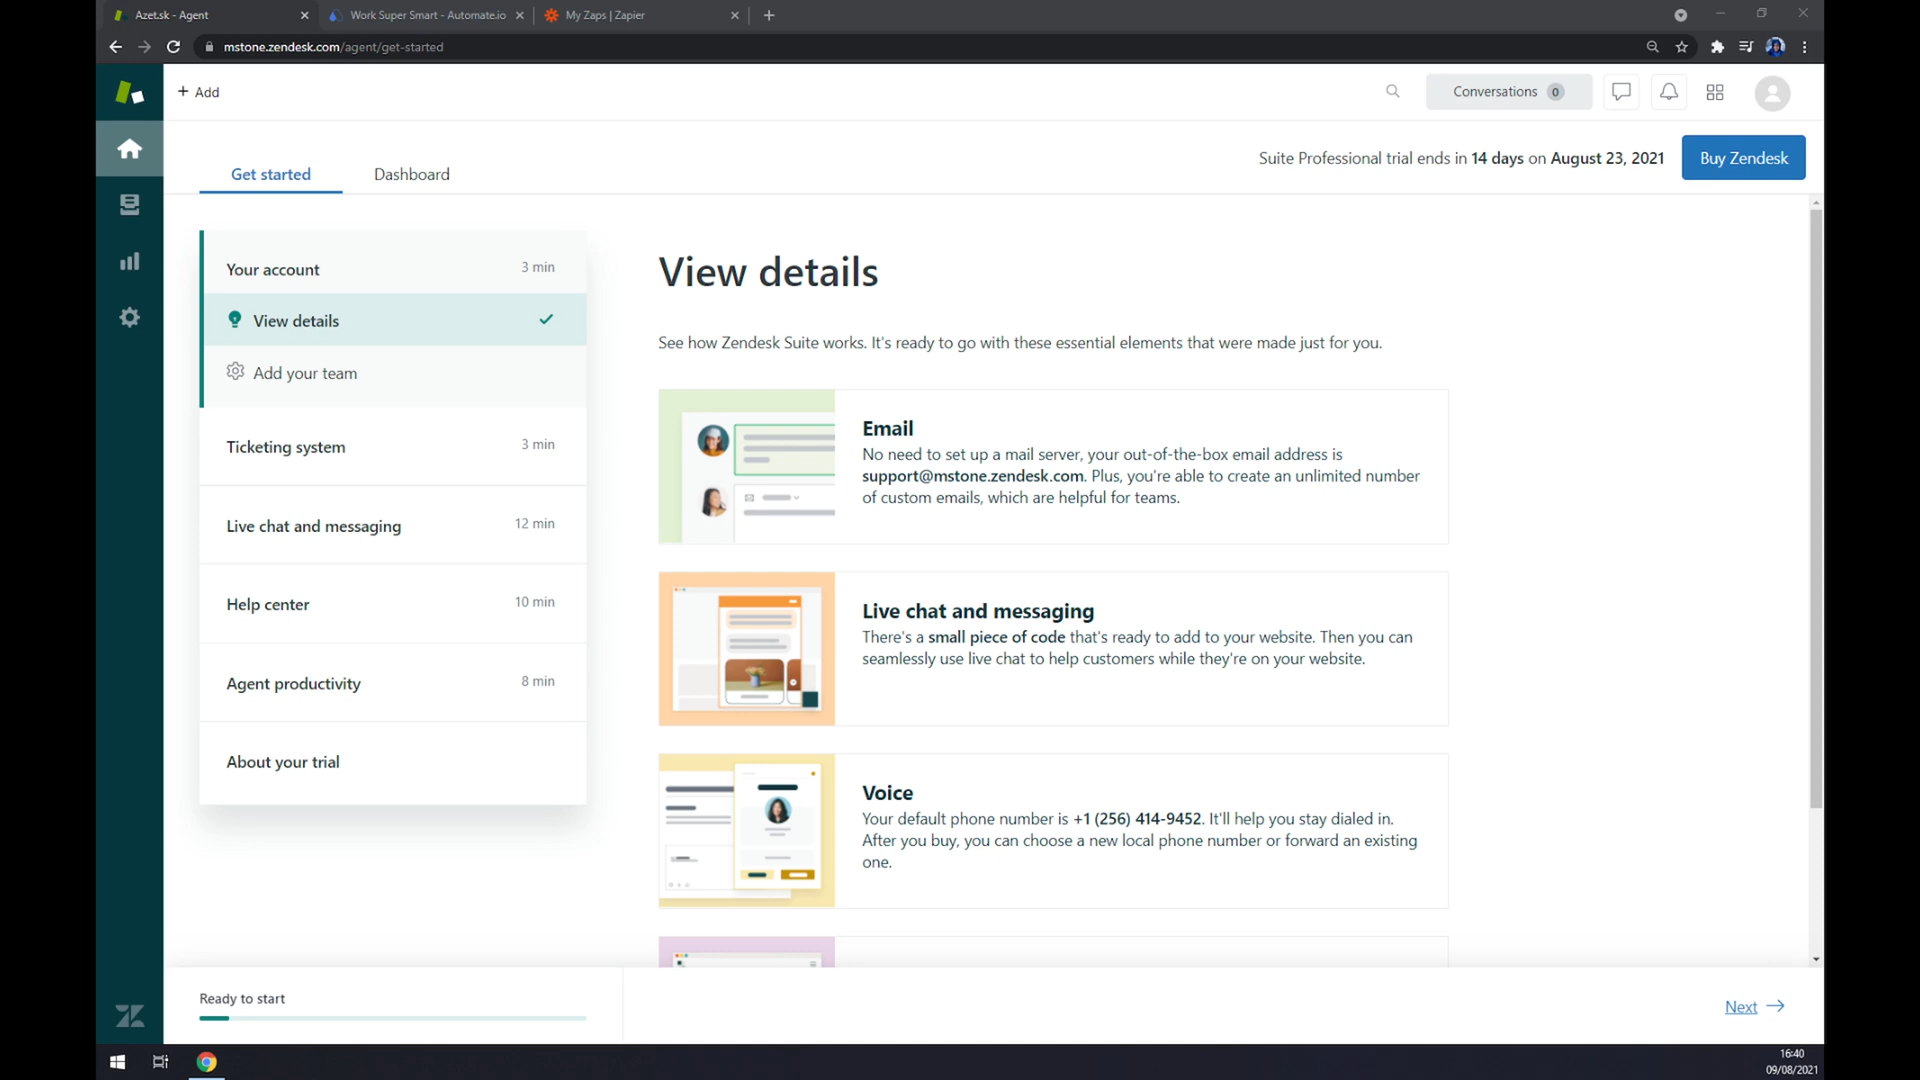 Azet.sk - Agent
Work Super Smart - Automate.io
My Zaps | Zapier
mstone.zendesk.com/agent/get-started
+ Add
Conversations 0
Get started
Dashboard
Suite Professional trial ends in 14 days on August 23, 2021
Buy Zendesk
Your account 3 min
View details
Add your team
Ticketing system 3 min
Live chat and messaging 12 min
Help center 10 min
Agent productivity 8 min
About your trial
View details
See how Zendesk Suite works. It's ready to go with these essential elements that were made just for you.
Email
No need to set up a mail server, your out-of-the-box email address is
support@mstone.zendesk.com. Plus, you're able to create an unlimited number
of custom emails, which are helpful for teams.
Live chat and messaging
There's a small piece of code that's ready to add to your website. Then you can
seamlessly use live chat to help customers while they're on your website.
Voice
Your default phone number is +1 (256) 414-9452. It'll help you stay dialed in.
After you buy, you can choose a new local phone number or forward an existing
one.
Ready to start
Next
16:40
09/08/2021